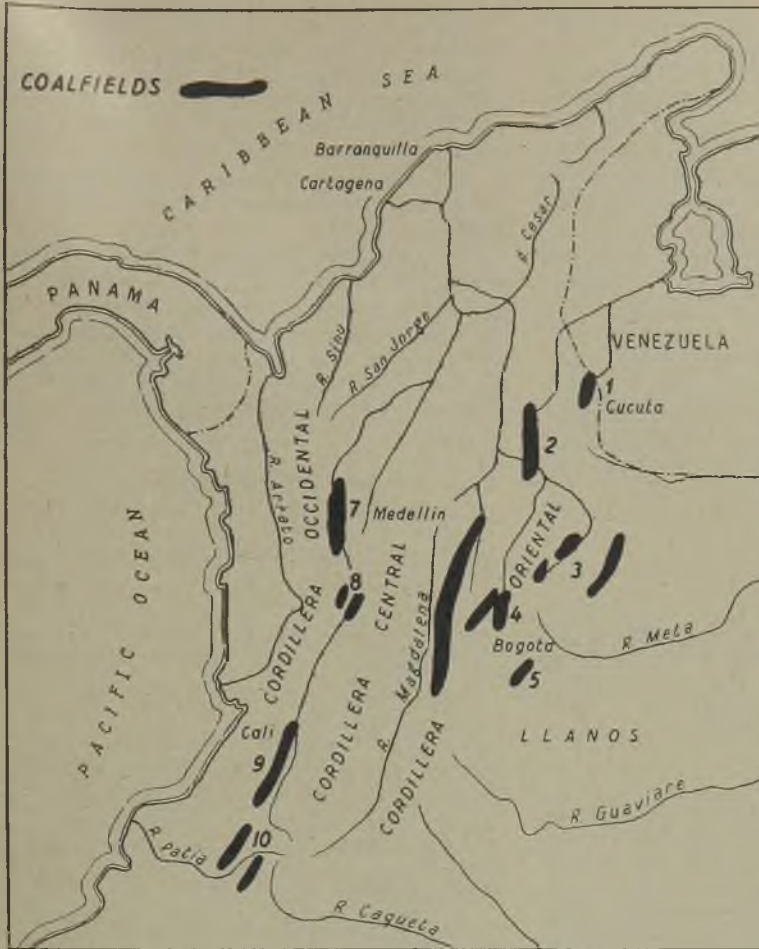 COALFIELDS
CARIBBEAN SEA
Barranquilla
Cartagena
R. Cesar
PANAMA
R. Sinu
R. San Jorge
VENEZUELA
1
Cucuta
2
R. Artato
OCCIDENTAL
7
Medellin
ORIENTAL
3
8
CENTRAL
4
PACIFIC OCEAN
CORDILLERA
R. Magdalena
Bogota
R. Meta
5
Cali
9
CORDILLERA
CORDILLERA
LLANOS
R. Guaviare
R. Patia
10
R. Caqueta